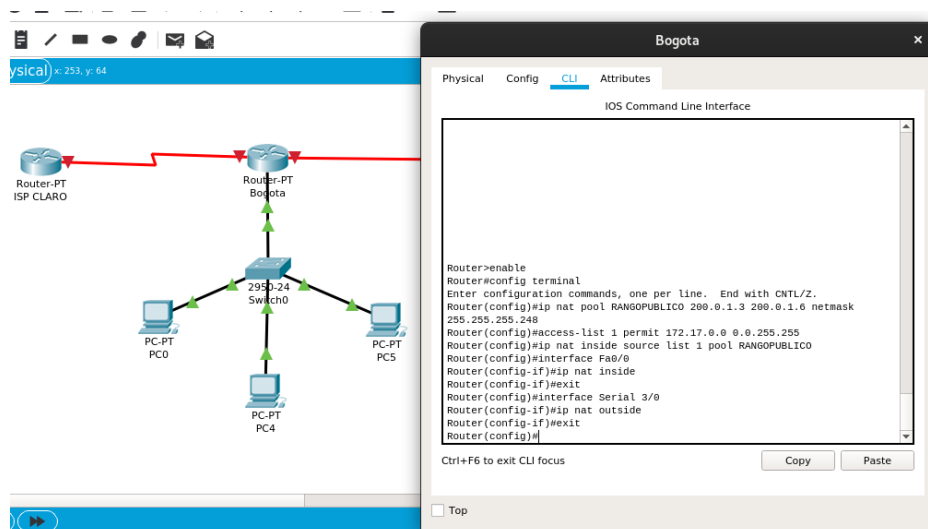 Bogota
×
ysical x: 253, y: 64
Physical Config CLI Attributes
IOS Command Line Interface
Router>enable
Router#config terminal
Enter configuration commands, one per line.  End with CNTL/Z.
Router(config)#ip nat pool RANGOPUBLICO 200.0.1.3 200.0.1.6 netmask
255.255.255.248
Router(config)#access-list 1 permit 172.17.0.0 0.0.255.255
Router(config)#ip nat inside source list 1 pool RANGOPUBLICO
Router(config)#interface Fa0/0
Router(config-if)#ip nat inside
Router(config-if)#exit
Router(config)#interface Serial 3/0
Router(config-if)#ip nat outside
Router(config-if)#exit
Router(config)#
Ctrl+F6 to exit CLI focus
Copy
Paste
Top
Router-PT
ISP CLARO
Router-PT
Bogota
2950-24
Switch0
PC-PT
PC0
PC-PT
PC5
PC-PT
PC4